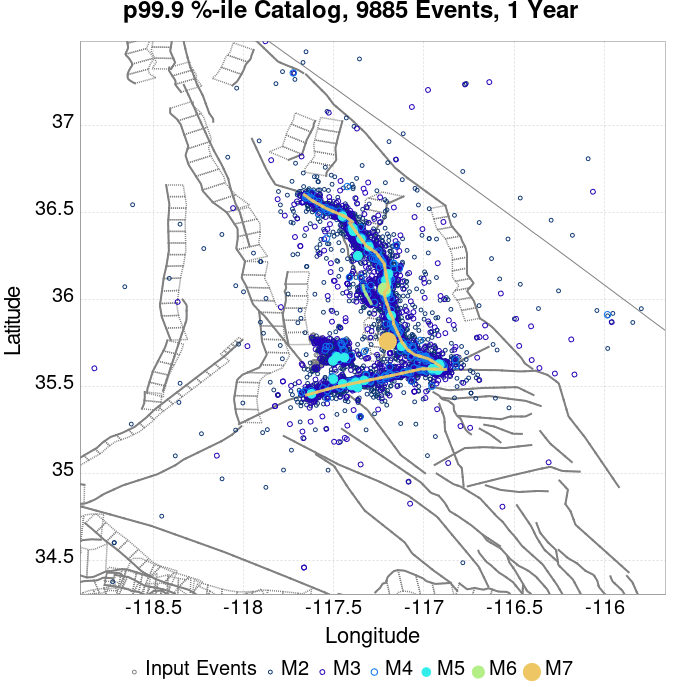 p99.9 %-ile Catalog, 9885 Events, 1 Year
Latitude
37
36.5
36
35.5
35
34.5
-118.5 -118 -117.5 -117 -116.5 -116
Longitude
Input Events M2 M3 M4 M5 M6 M7